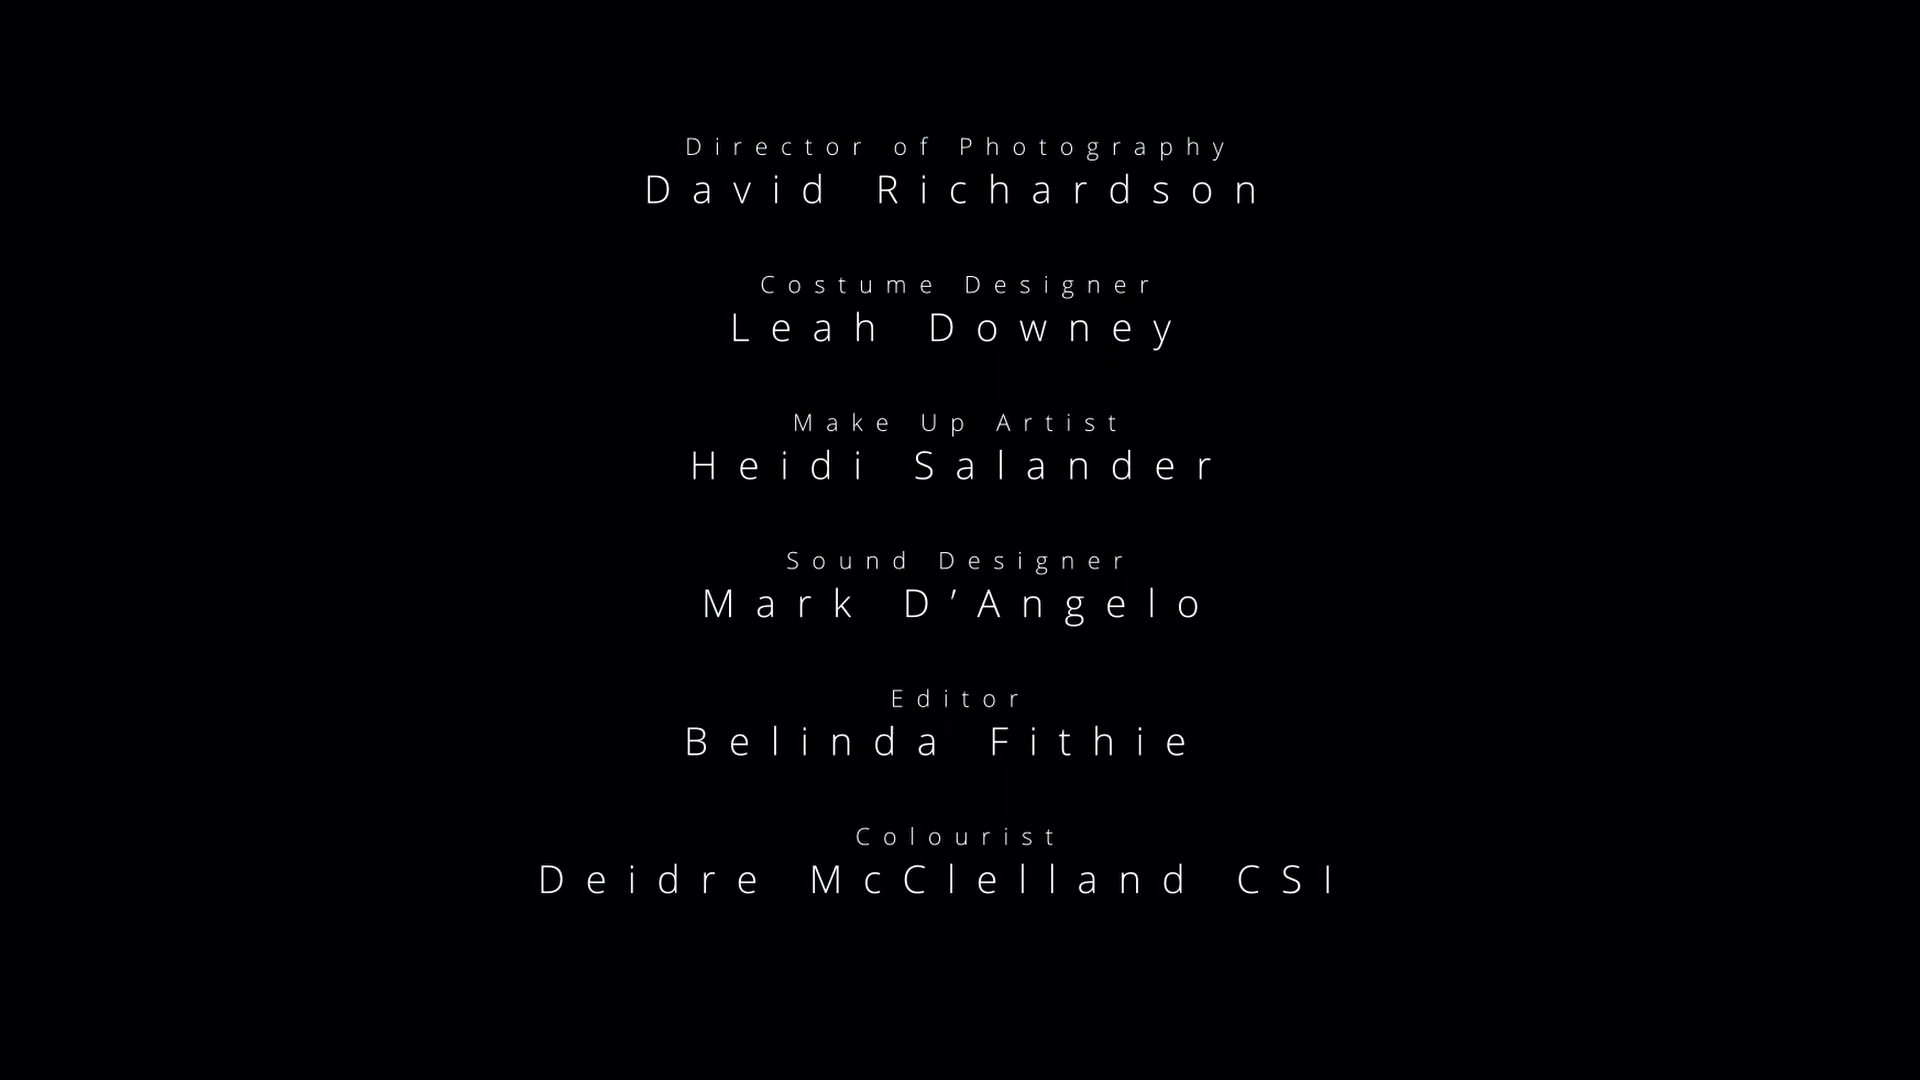 Director of Photography
David Richardson
Costume Designer
Leah Downey
Make Up Artist
Heidi Salander
Sound Designer
Mark D’Angelo
Editor
Belinda Fithie
Colourist
Deidre McClelland CSI